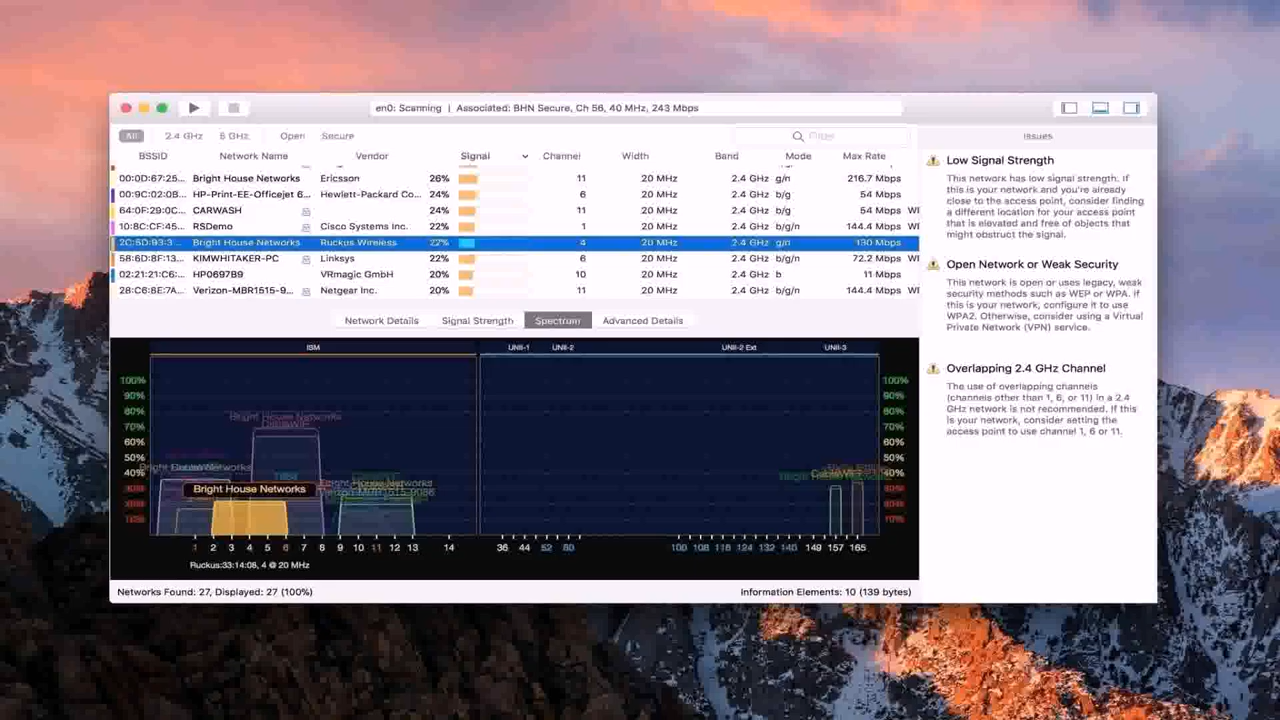 en0: Scanning | Associated: BHN Secure, Ch 56, 40 MHz, 243 Mbps
All 2.4 GHz 5 GHz Open Secure Filter
BSSID Network Name Vendor Signal Channel Width Band Mode Max Rate
00:0D:67:25... Bright House Networks Ericsson 26% 11 20 MHz 2.4 GHz g/n 216.7 Mbps
00:9C:02:0B... HP-Print-EE-Officejet 6... Hewlett-Packard Co... 24% 6 20 MHz 2.4 GHz b/g 54 Mbps
64:0F:29:0C... CARWASH 24% 11 20 MHz 2.4 GHz b/g 54 Mbps WI
10:8C:CF:45:... RSDemo Cisco Systems Inc. 22% 1 20 MHz 2.4 GHz b/g/n 144.4 Mbps WI
2C:5D:93:3... Bright House Networks Ruckus Wireless 22% 4 20 MHz 2.4 GHz g/n 130 Mbps
58:6D:8F:13... KIMWHITAKER-PC Linksys 22% 6 20 MHz 2.4 GHz b/g/n 72.2 Mbps WI
02:21:21:C6:... HP0697B9 VRmagic GmbH 20% 10 20 MHz 2.4 GHz b 11 Mbps
28:C6:8E:7A... Verizon-MBR1515-9... Netgear Inc. 20% 11 20 MHz 2.4 GHz b/g/n 144.4 Mbps WI
Network Details Signal Strength Spectrum Advanced Details
ISM UNII-1 UNII-2 UNII-2 Ext UNII-3
100% 100%
90% 90%
80% 80%
Bright House Networks
70% 70%
60% 60%
50% 50%
Bright House Networks
40% 40%
30% 30%
Bright House Networks
20% 20%
10% 10%
1 2 3 4 5 6 7 8 9 10 11 12 13 14 36 44 52 60 100 108 116 124 132 140 149 157 165
Ruckus:33:14:08, 4 @ 20 MHz
Networks Found: 27, Displayed: 27 (100%) Information Elements: 10 (139 bytes)
Issues
Low Signal Strength
This network has low signal strength. If
this is your network and you're already
close to the access point, consider finding
a different location for your access point
that is elevated and free of objects that
might obstruct the signal.
Open Network or Weak Security
This network is open or uses legacy, weak
security methods such as WEP or WPA. If
this is your network, configure it to use
WPA2. Otherwise, consider using a Virtual
Private Network (VPN) service.
Overlapping 2.4 GHz Channel
The use of overlapping channels
(channels other than 1, 6, or 11) in a 2.4
GHz network is not recommended. If this
is your network, consider setting the
access point to use channel 1, 6 or 11.